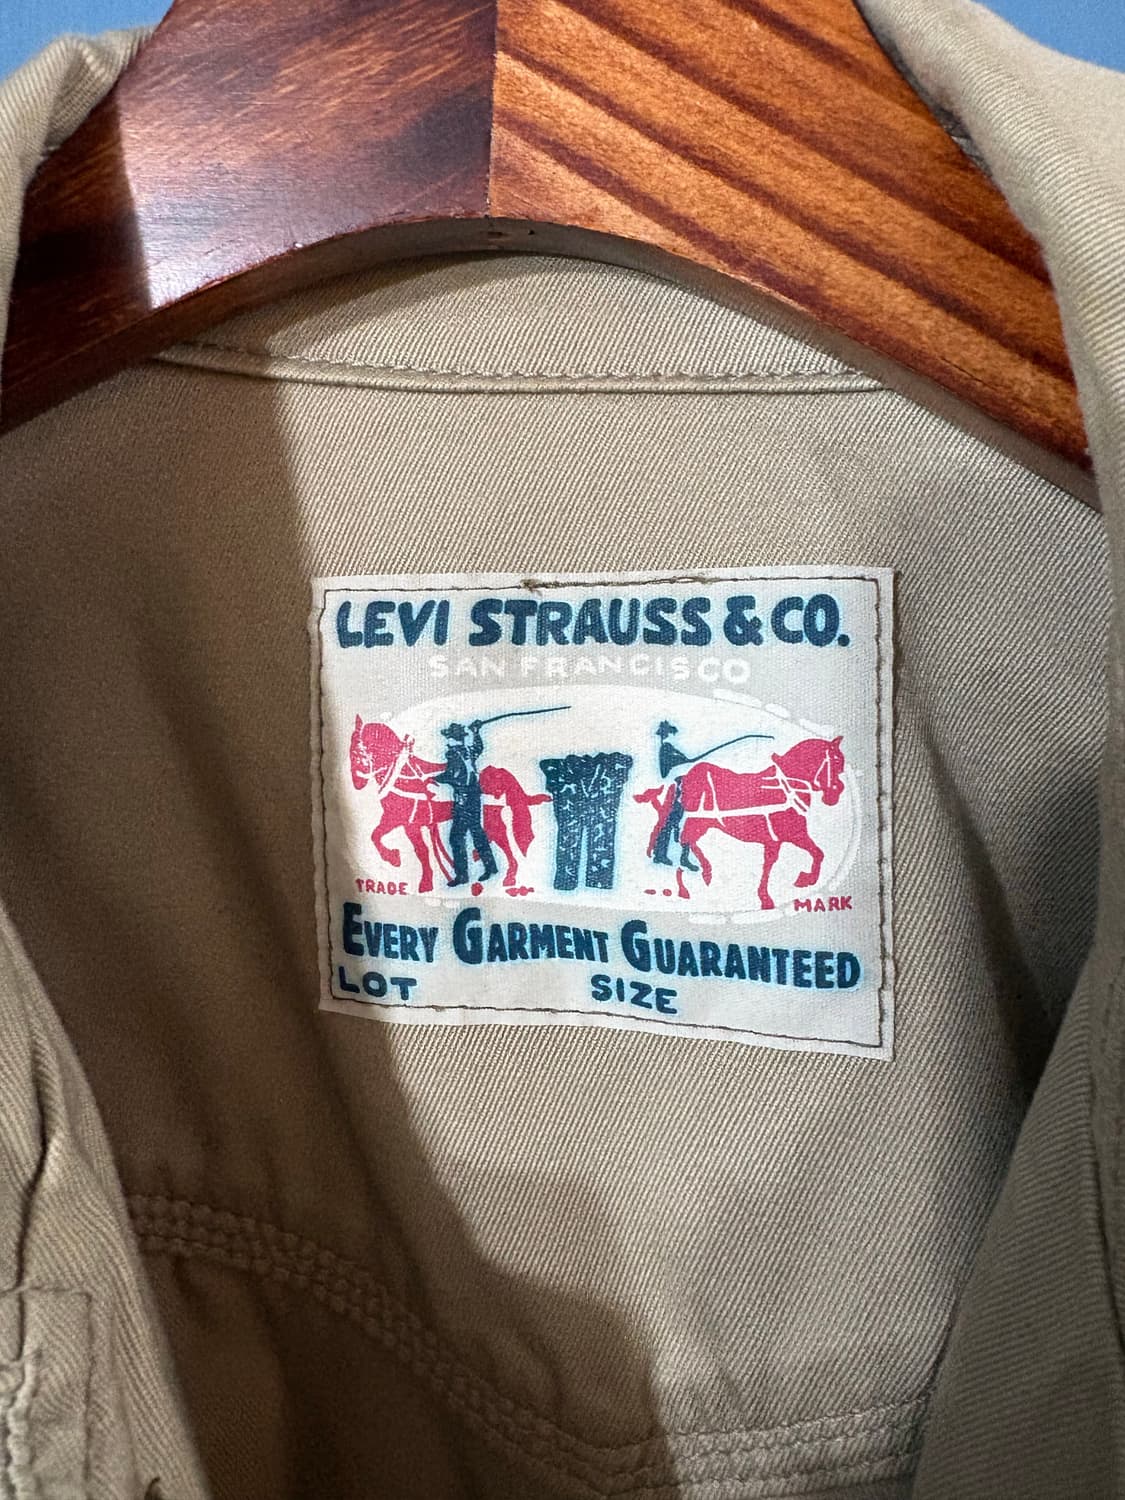 LEVI STRAUSS & CO.
SAN FRANCISCO
TRADE MARK
EVERY GARMENT GUARANTEED
LOT SIZE